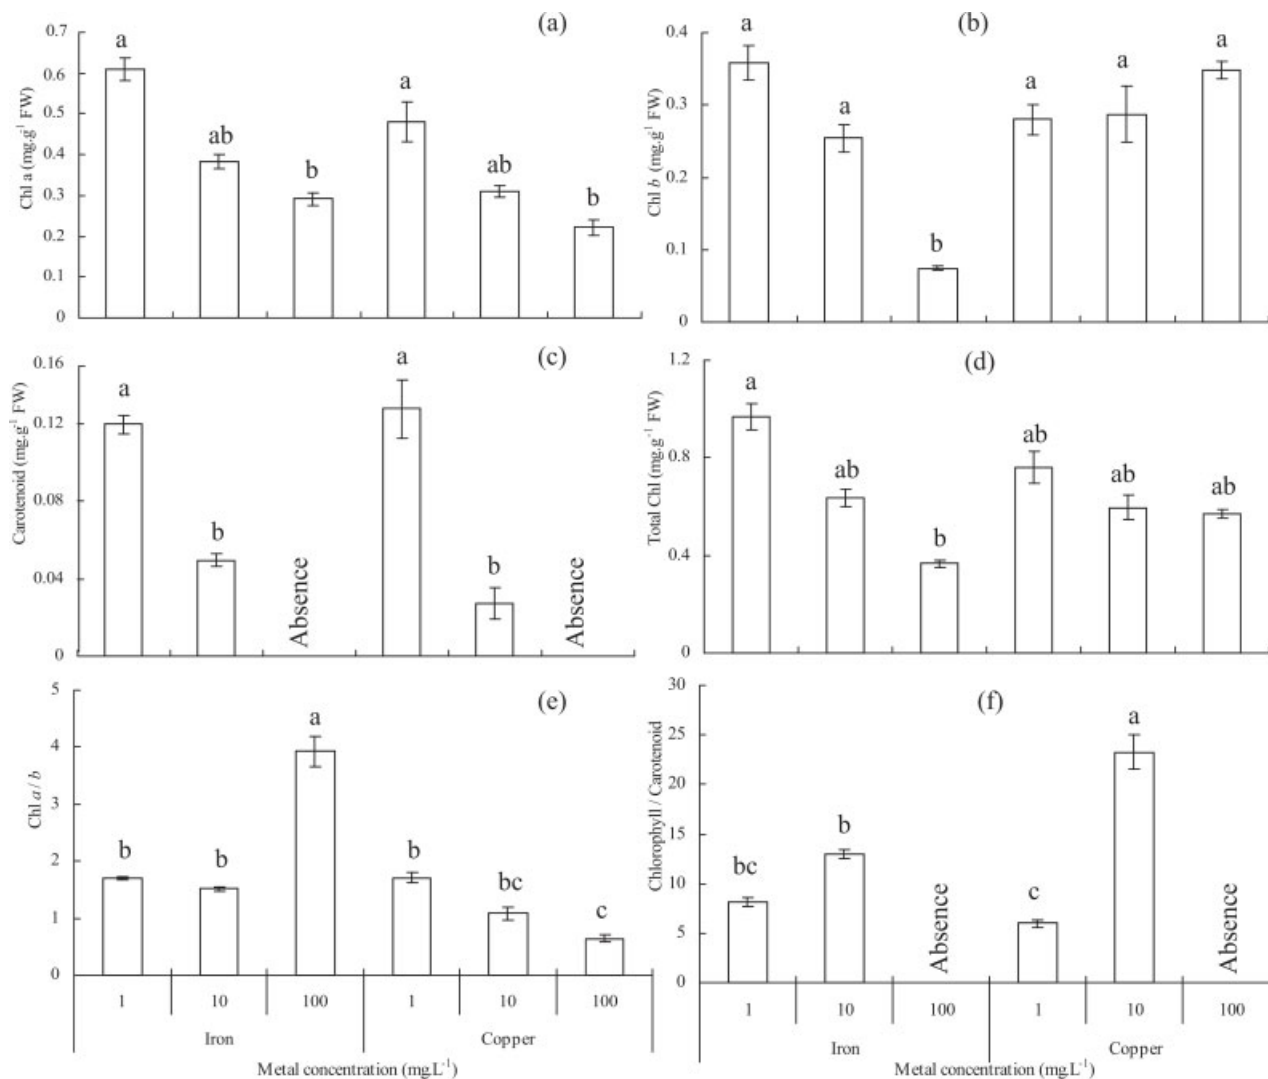 (a)
0.7
0.6
0.5
0.4
0.3
0.2
0.1
0
Chl a (mg.g⁻¹ FW)
a
ab
b
a
ab
b
(b)
0.4
0.3
0.2
0.1
0
Chl b (mg.g⁻¹ FW)
a
a
b
a
a
a
(c)
0.16
0.12
0.08
0.04
0
Carotenoid (mg.g⁻¹ FW)
a
b
Absence
a
b
Absence
(d)
1.2
0.8
0.4
0
Total Chl (mg.g⁻¹ FW)
a
ab
b
ab
ab
ab
(e)
5
4
3
2
1
0
Chl a / b
b
b
a
b
bc
c
1 10 100 1 10 100
Iron Copper
Metal concentration (mg.L⁻¹)
(f)
30
25
20
15
10
5
0
Chlorophyll / Carotenoid
bc
b
Absence
c
a
Absence
1 10 100 1 10 100
Iron Copper
Metal concentration (mg.L⁻¹)